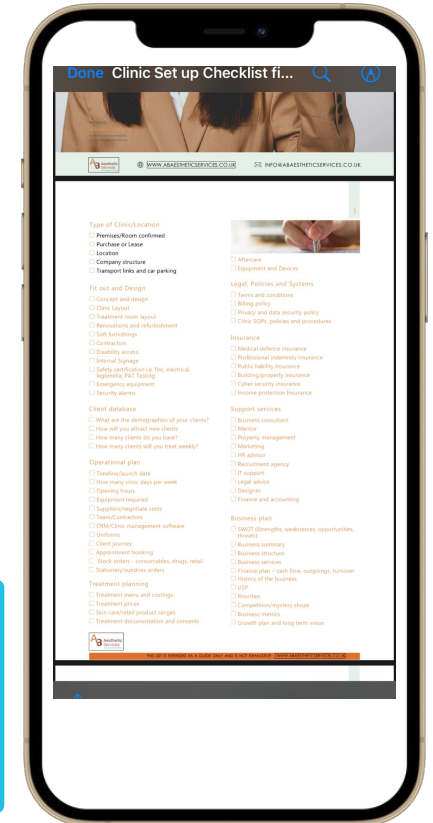 Done Clinic Set up Checklist fi...
AB Aesthetic
Services
WWW.ABAESTHETICSERVICES.CO.UK
INFO@ABAESTHETICSERVICES.CO.UK
Type of Clinic/Location
Premises/Room confirmed
Purchase or Lease
Location
Company structure
Transport links and car parking
Fit out and Design
Concept and design
Clinic Layout
Treatment room layout
Renovations and refurbishment
Soft furnishings
Contractors
Disability access
Internal Signage
Safety certification i.e. fire, electrical,
legionella, PAT Testing
Emergency equipment
Security alarms
Client database
What are the demographics of your clients?
How will you attract new clients
How many clients do you have?
How many clients will you treat weekly?
Operational plan
Timeline/launch date
How many clinic days per week
Opening hours
Equipment required
Suppliers/negotiate costs
Team/Contractors
CRM/Clinic management software
Uniforms
Client journey
Appointment booking
Stock orders - consumables, drugs, retail
Stationery/sundries orders
Treatment planning
Treatment menu and costings
Treatment prices
Skin care/retail product ranges
Treatment documentation and consents
Aftercare
Equipment and Devices
Legal, Policies and Systems
Terms and conditions
Billing policy
Privacy and data security policy
Clinic SOPs, policies and procedures
Insurance
Medical defence insurance
Professional indemnity insurance
Public liability Insurance
Building/property insurance
Cyber security insurance
Income protection Insurance
Support services
Business consultant
Mentor
Property management
Marketing
HR advisor
Recruitment agency
IT support
Legal advice
Designer
Finance and accounting
Business plan
SWOT (Strengths, weaknesses, opportunities,
threats)
Business summary
Business structure
Business services
Finance plan – cash flow, outgoings, turnover
History of the business
USP
Priorities
Competition/mystery shops
Business metrics
Growth plan and long term vision
AB Aesthetic
Services
THE LIST IS INTENDED AS A GUIDE ONLY AND IS NOT EXHAUSTIVE WWW.ABAESTHETICSERVICES.CO.UK